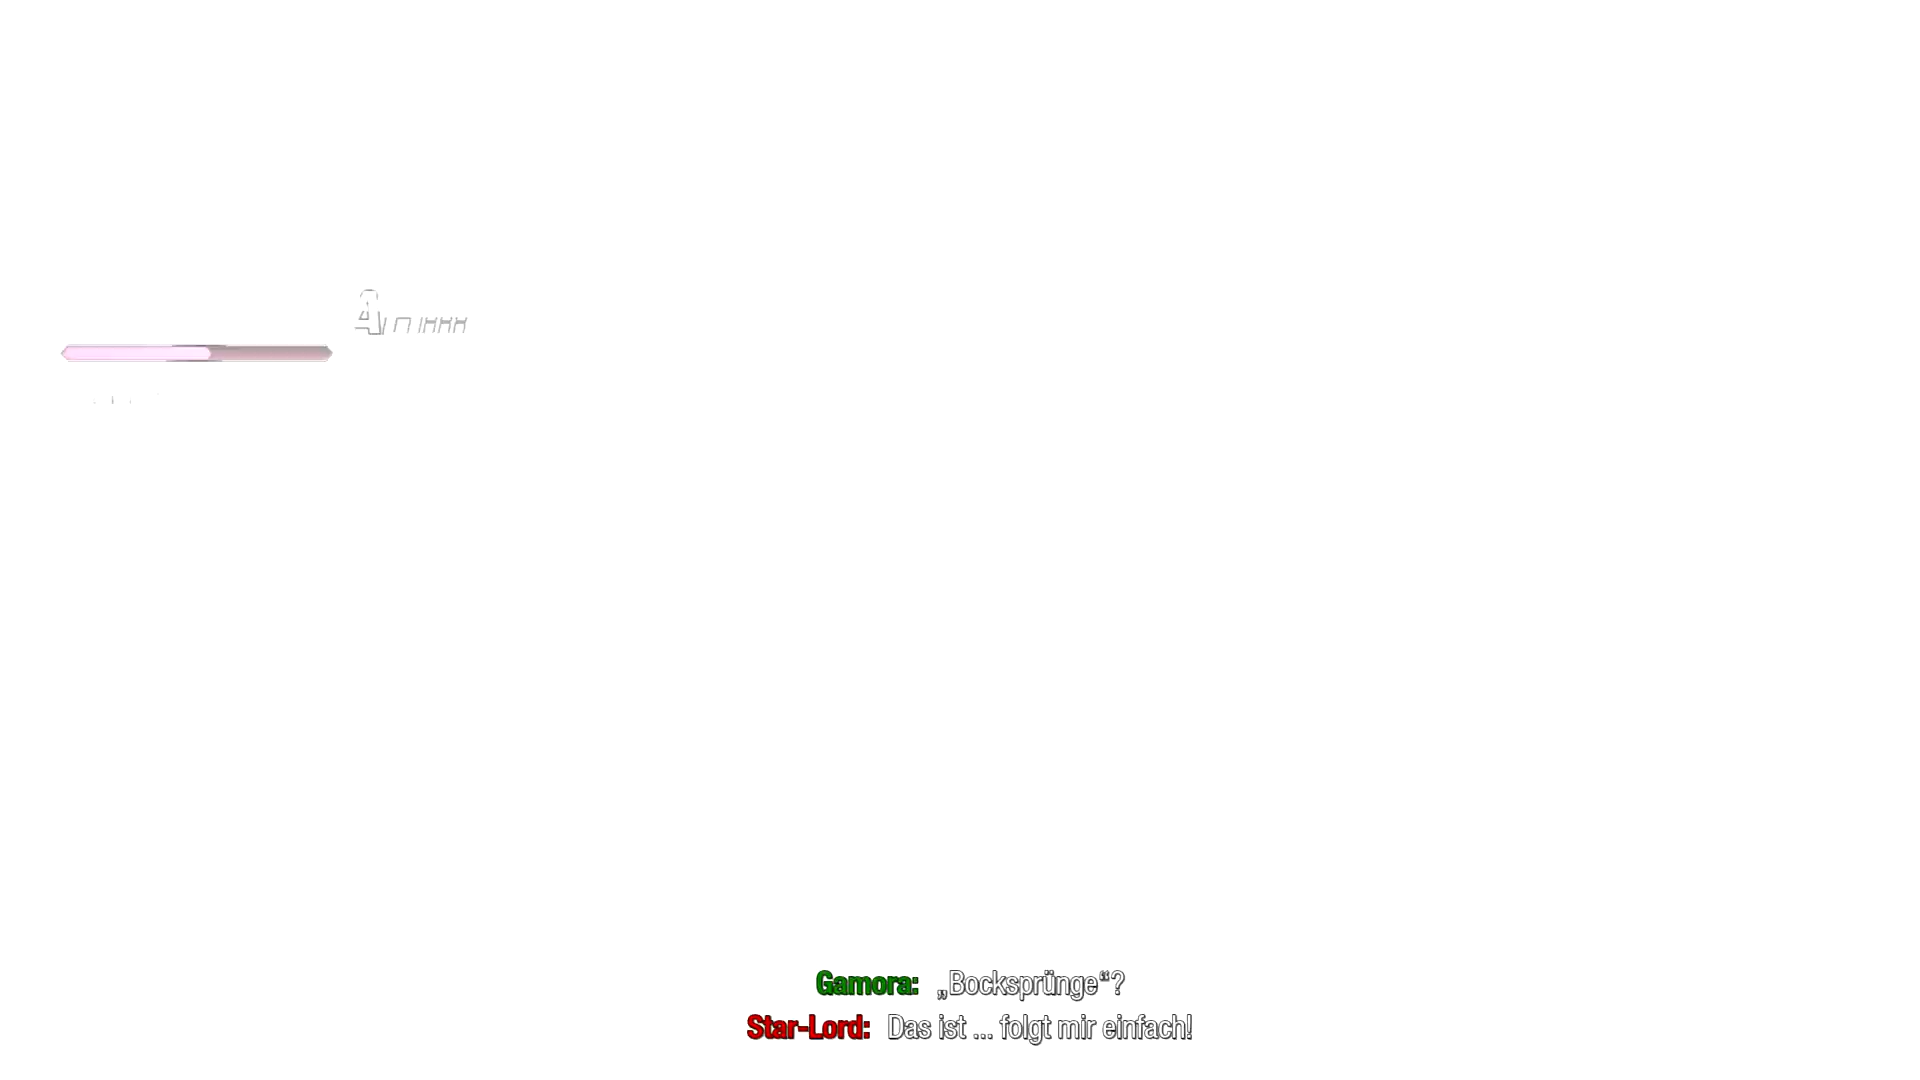 Gamora: „Bocksprünge“?
Star-Lord: Das ist ... folgt mir einfach!